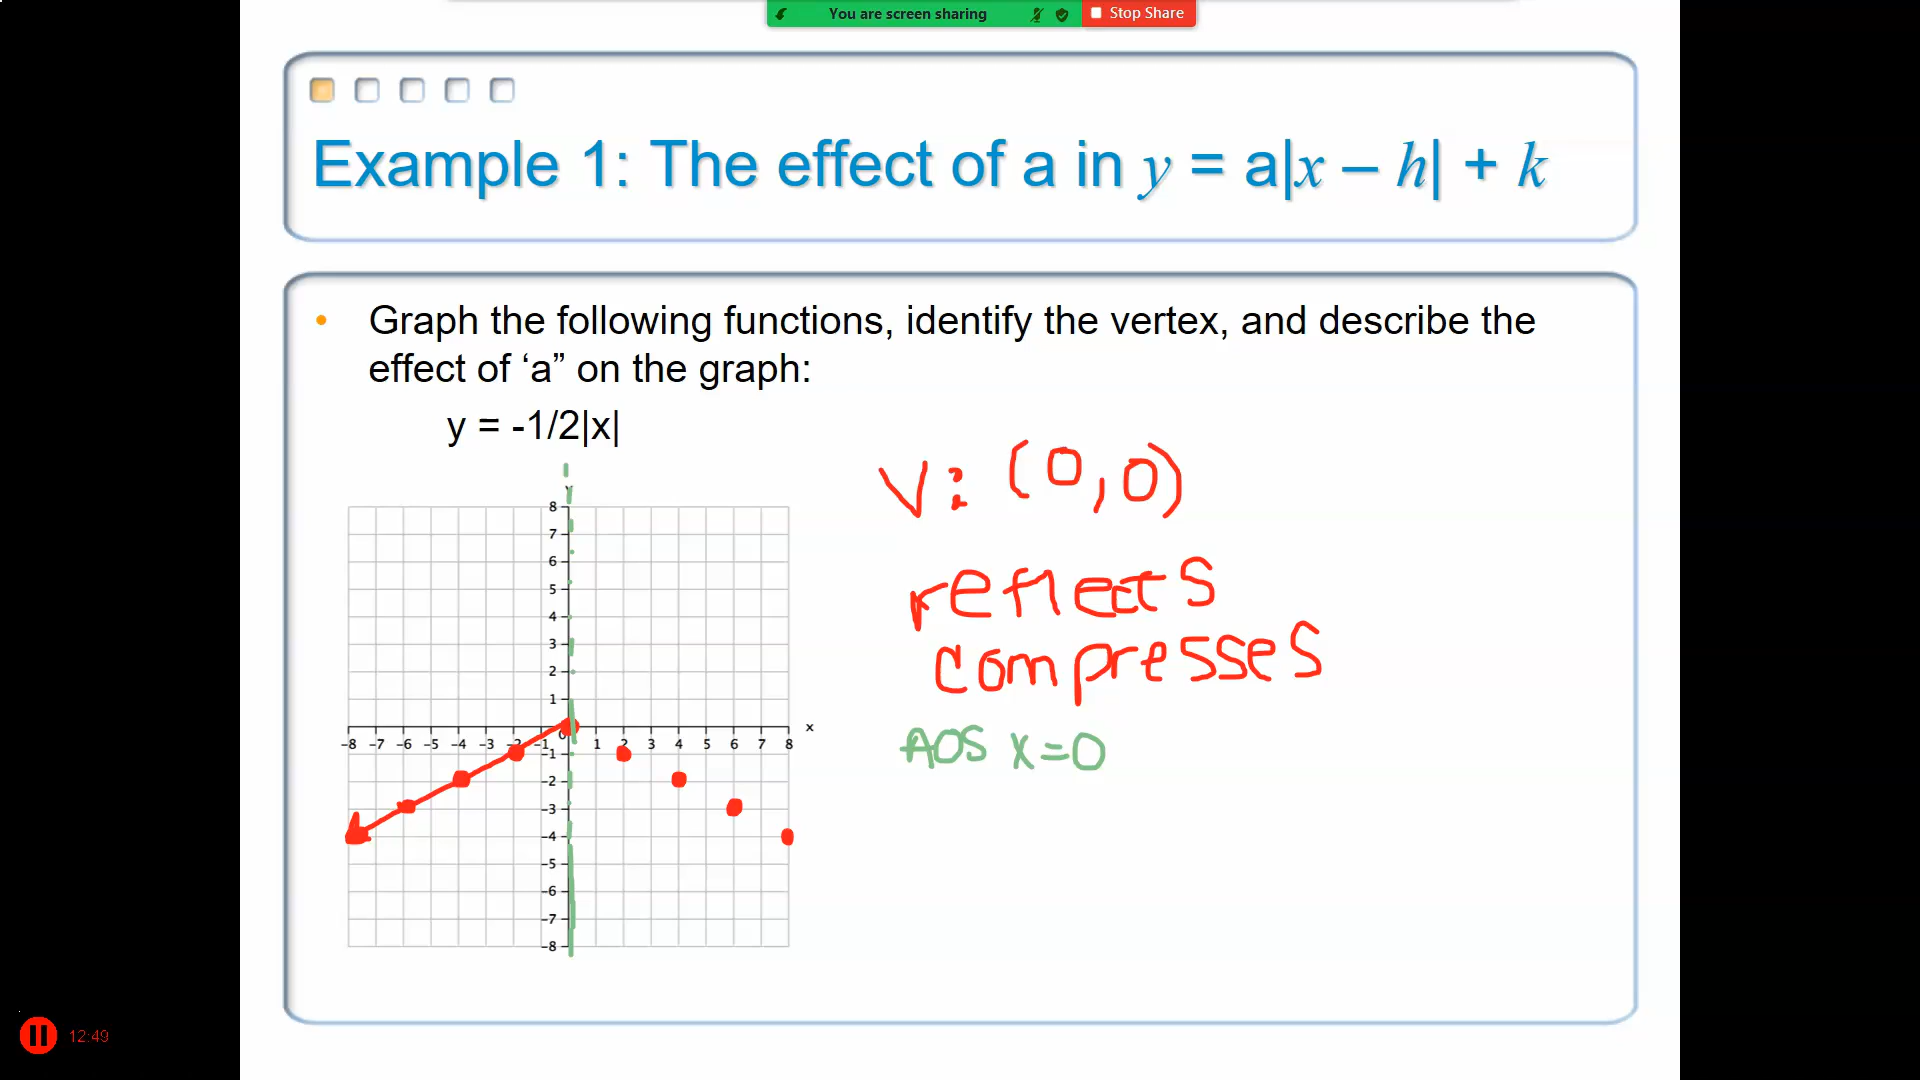 You are screen sharing
Stop Share
Example 1: The effect of a in y = a|x – h| + k
• Graph the following functions, identify the vertex, and describe the
effect of ‘a” on the graph:
y = -1/2|x|
V: (0,0)
reflects
compresses
AOS x=0
y
8
7
6
5
4
3
2
1
-8 -7 -6 -5 -4 -3 -2 -1 0 1 2 3 4 5 6 7 8 x
-1
-2
-3
-4
-5
-6
-7
-8
12:49